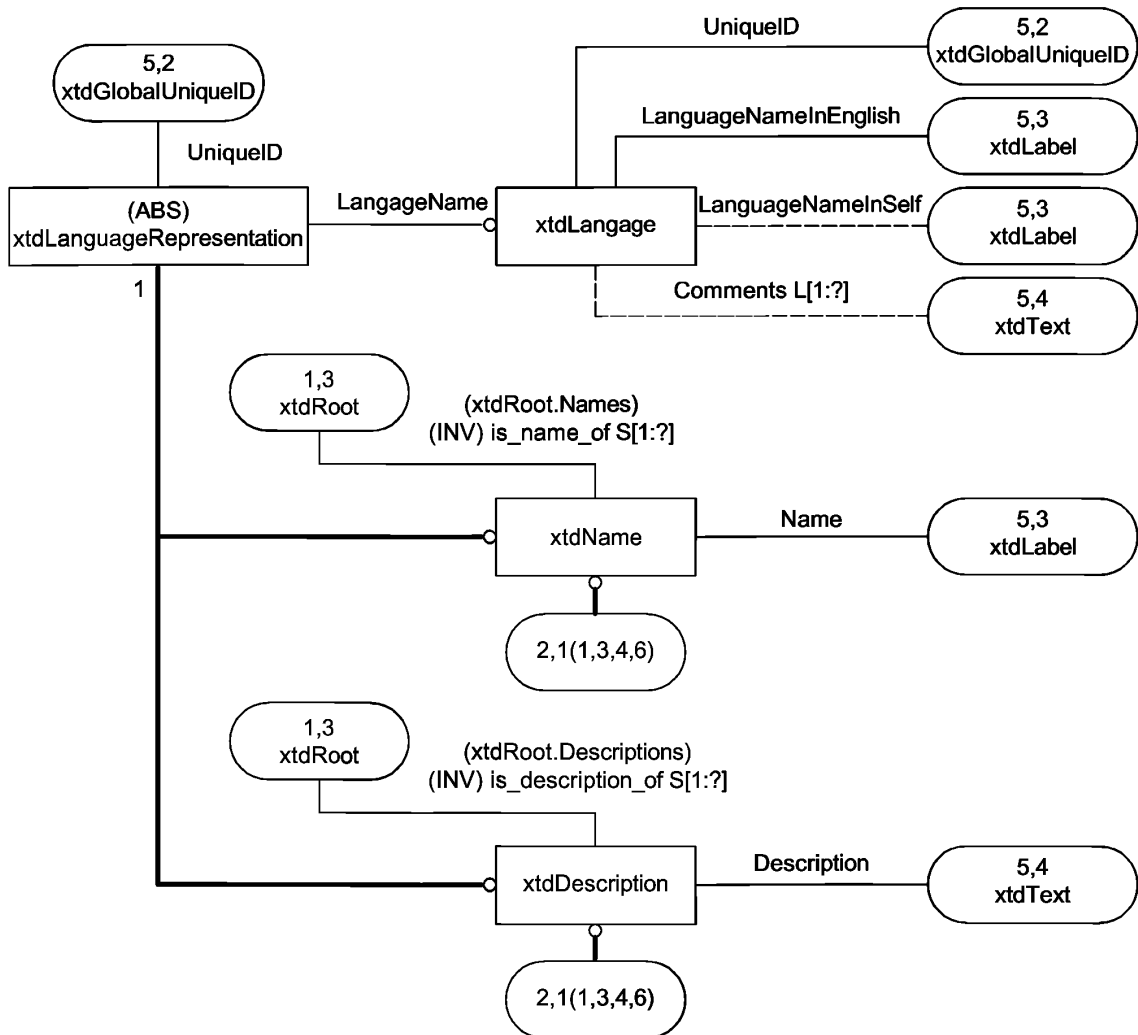 5,2
xtdGlobalUniqueID
UniqueID
(ABS)
xtdLanguageRepresentation
1
LangageName
xtdLangage
UniqueID
5,2
xtdGlobalUniqueID
LanguageNameInEnglish
5,3
xtdLabel
LanguageNameInSelf
5,3
xtdLabel
Comments L[1:?]
5,4
xtdText
1,3
xtdRoot
(xtdRoot.Names)
(INV) is_name_of S[1:?]
xtdName
Name
5,3
xtdLabel
2,1(1,3,4,6)
1,3
xtdRoot
(xtdRoot.Descriptions)
(INV) is_description_of S[1:?]
xtdDescription
Description
5,4
xtdText
2,1(1,3,4,6)